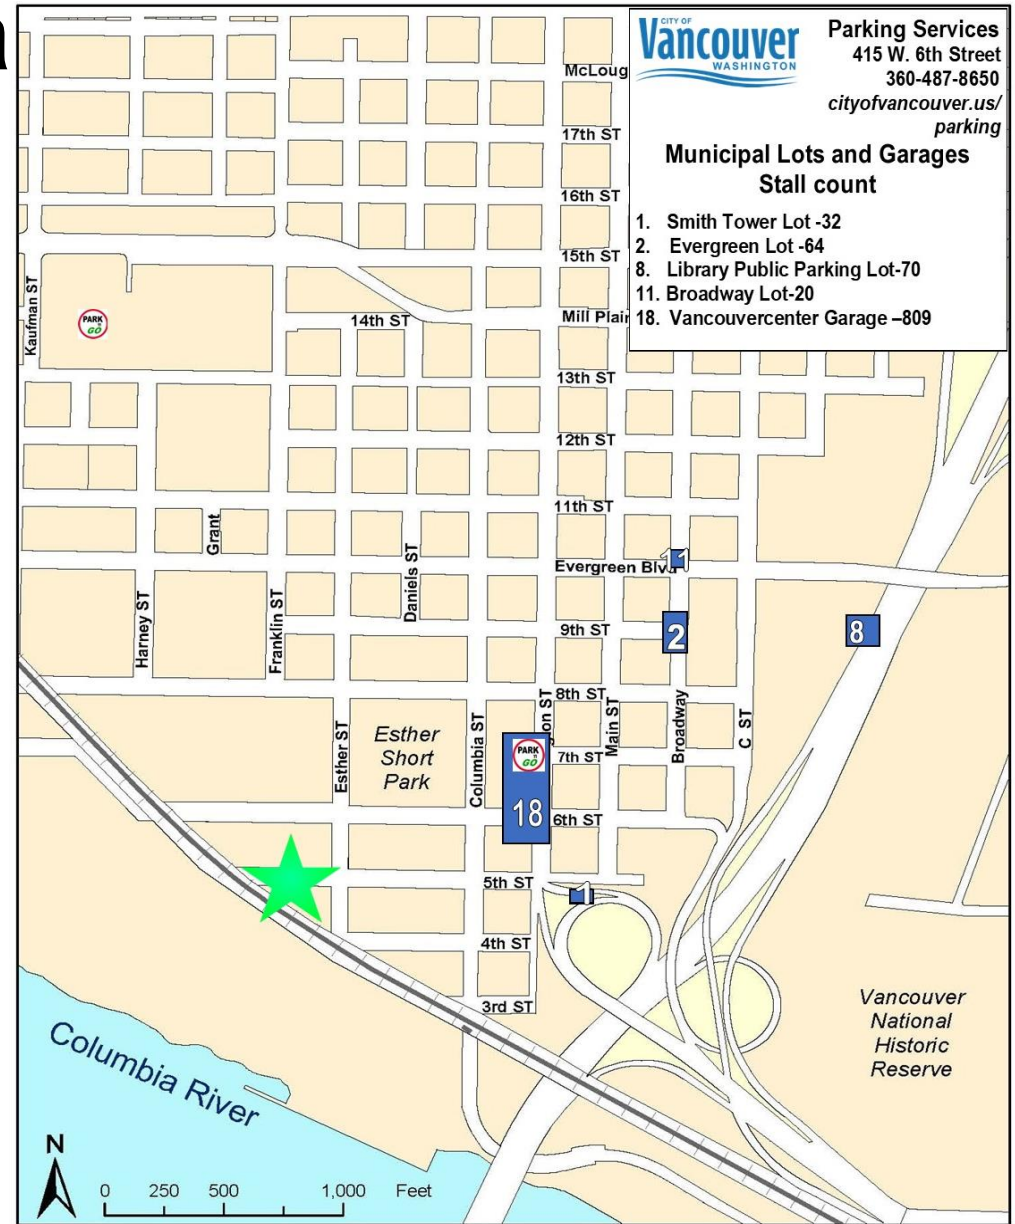 CITY OF
Vancouver
WASHINGTON
Parking Services
415 W. 6th Street
360-487-8650
cityofvancouver.us/
parking
Municipal Lots and Garages
Stall count
1. Smith Tower Lot -32
2. Evergreen Lot -64
8. Library Public Parking Lot-70
11. Broadway Lot-20
18. Vancouvercenter Garage –809
McLoug
17th ST
16th ST
15th ST
Kaufman ST
PARK
n
GO
14th ST
Mill Plain
13th ST
12th ST
11th ST
Grant
Daniels ST
11
Evergreen Blvd
Harney ST
Franklin ST
9th ST
2
8
8th ST
Esther ST
Esther
Short
Park
Columbia ST
on ST
Main ST
Broadway
C ST
PARK
n
GO
7th ST
18
6th ST
5th ST
1
4th ST
3rd ST
Vancouver
National
Historic
Reserve
Columbia River
N
0 250 500 1,000 Feet